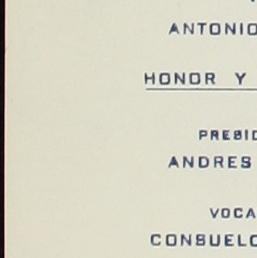 ANTONIO
HONOR Y
PRESID
ANDRES
VOCA
CONSUELO